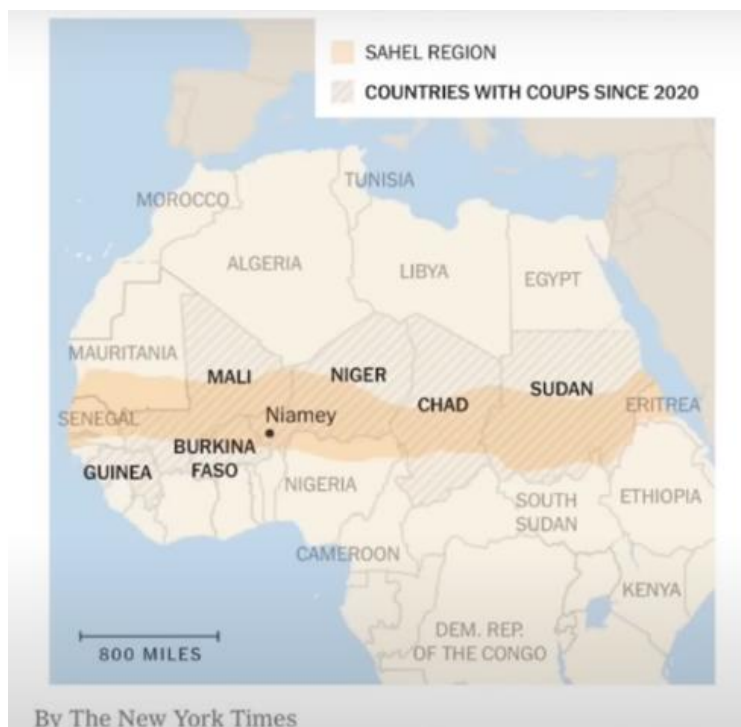 SAHEL REGION
COUNTRIES WITH COUPS SINCE 2020
TUNISIA
MOROCCO
ALGERIA
LIBYA
EGYPT
MAURITANIA
MALI
NIGER
CHAD
SUDAN
ERITREA
SENEGAL
Niamey
BURKINA
FASO
GUINEA
NIGERIA
ETHIOPIA
SOUTH
SUDAN
CAMEROON
KENYA
DEM. REP.
OF THE CONGO
800 MILES
By The New York Times